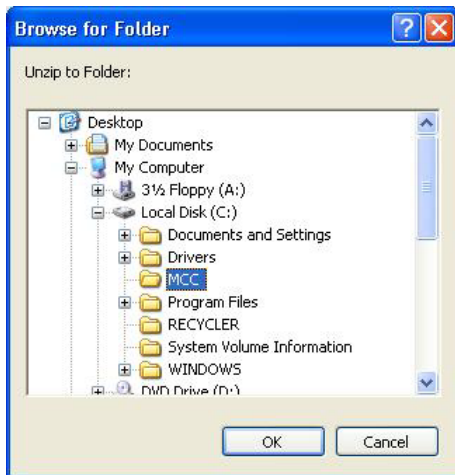 Browse for Folder
Unzip to Folder:
Desktop
My Documents
My Computer
3½ Floppy (A:)
Local Disk (C:)
Documents and Settings
Drivers
MCC
Program Files
RECYCLER
System Volume Information
WINDOWS
DVD Drive (D:)
OK Cancel